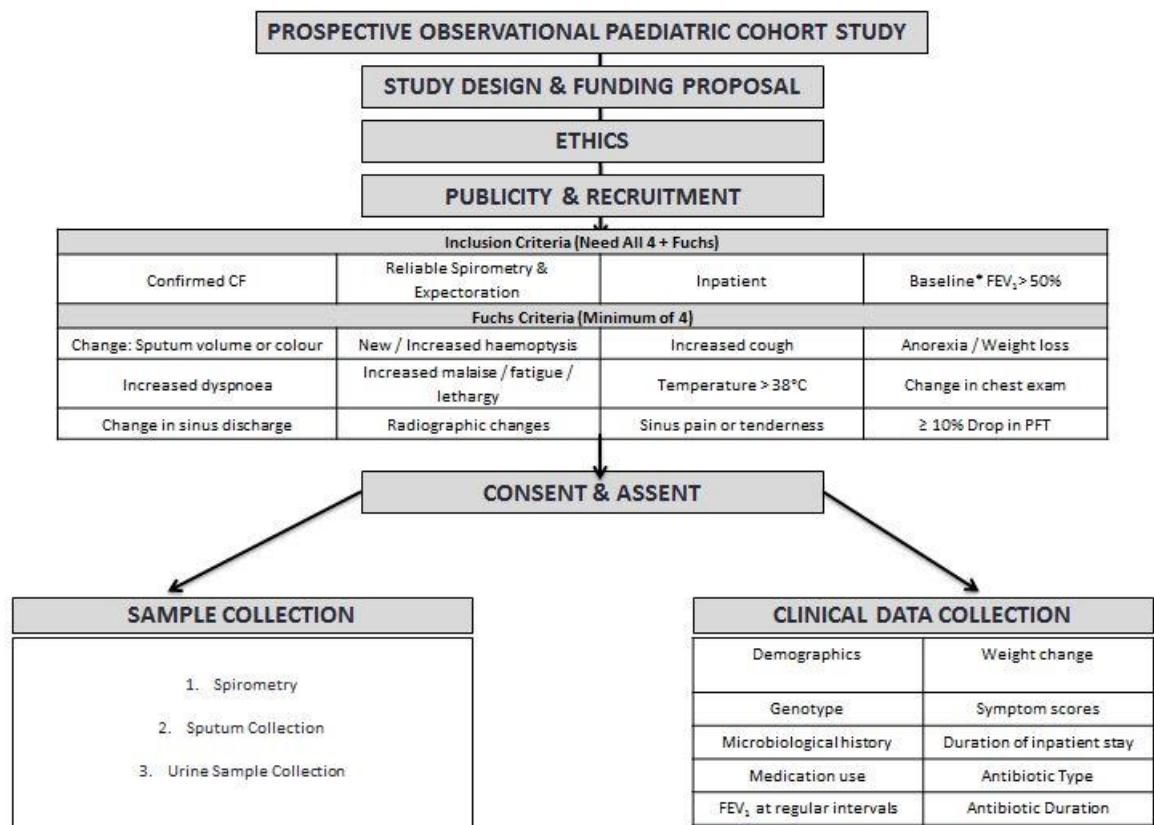 PROSPECTIVE OBSERVATIONAL PAEDIATRIC COHORT STUDY
STUDY DESIGN & FUNDING PROPOSAL
ETHICS
PUBLICITY & RECRUITMENT
Inclusion Criteria (Need All 4 + Fuchs)
Confirmed CF
Reliable Spirometry &
Expectoration
Inpatient
Baseline* FEV₁ > 50%
Fuchs Criteria (Minimum of 4)
Change: Sputum volume or colour
New / Increased haemoptysis
Increased cough
Anorexia / Weight loss
Increased dyspnoea
Increased malaise / fatigue /
lethargy
Temperature > 38°C
Change in chest exam
Change in sinus discharge
Radiographic changes
Sinus pain or tenderness
≥ 10% Drop in PFT
CONSENT & ASSENT
SAMPLE COLLECTION
1. Spirometry
2. Sputum Collection
3. Urine Sample Collection
CLINICAL DATA COLLECTION
Demographics
Weight change
Genotype
Symptom scores
Microbiological history
Duration of inpatient stay
Medication use
Antibiotic Type
FEV₁ at regular intervals
Antibiotic Duration